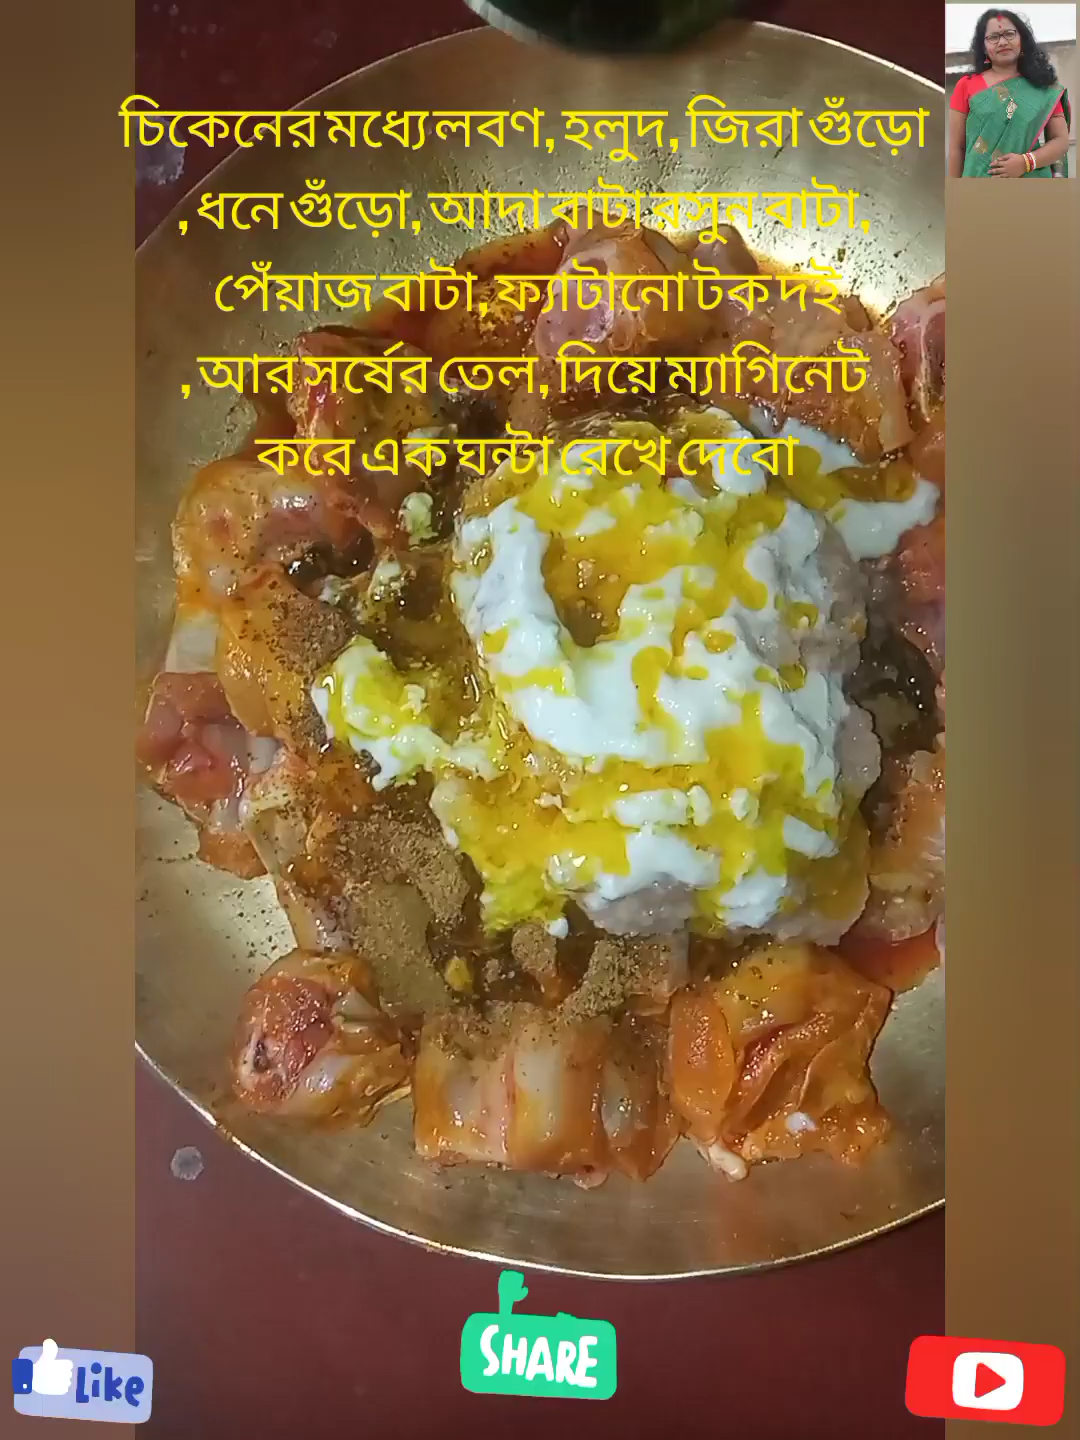 চিকেনের মধ্যে লবণ, হলুদ, জিরা গুঁড়ো
, ধনে গুঁড়ো, আদা বাটা রসুন বাটা,
পেঁয়াজ বাটা, ফ্যাটানো টক দই
, আর সর্ষের তেল, দিয়ে ম্যাগিনেট
করে এক ঘন্টা রেখে দেবো
Like
SHARE